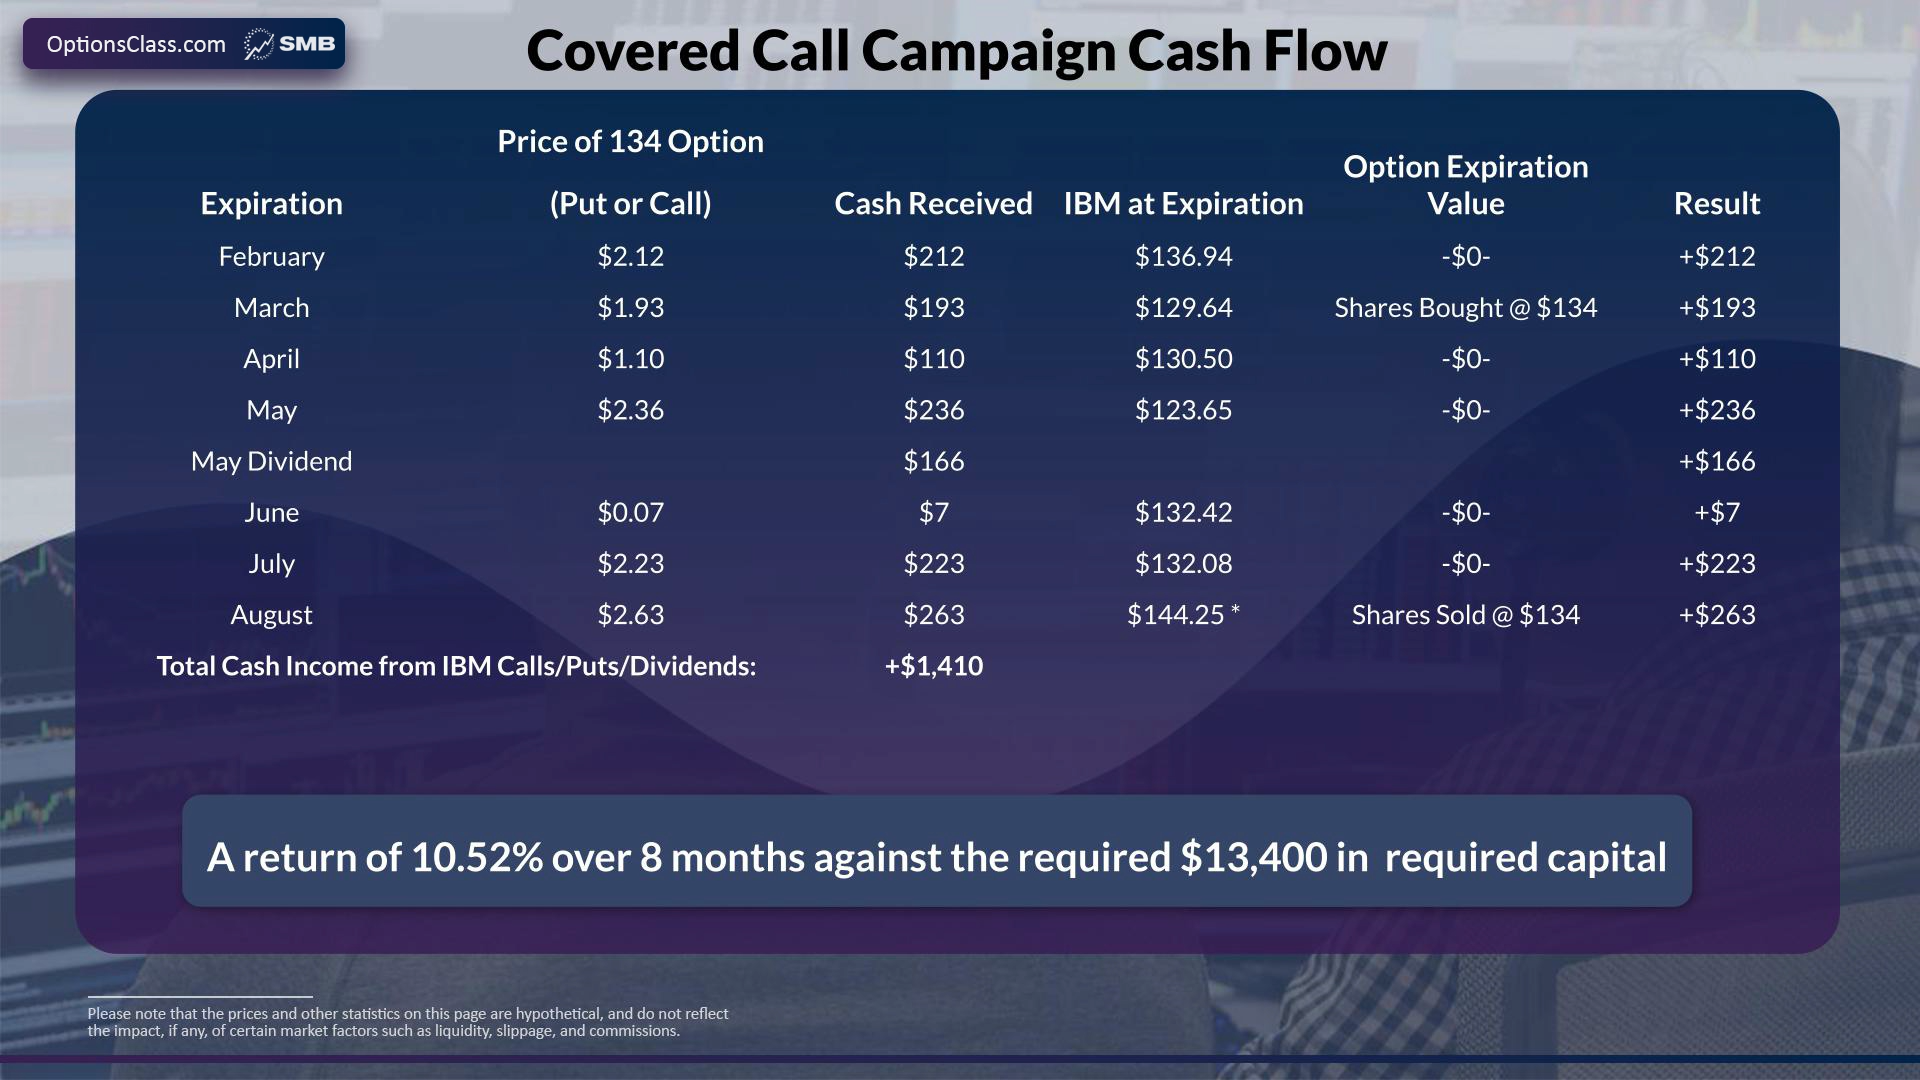 OptionsClass.com SMB
Covered Call Campaign Cash Flow
Price of 134 Option
Option Expiration
Expiration (Put or Call) Cash Received IBM at Expiration Value Result
February $2.12 $212 $136.94 -$0- +$212
March $1.93 $193 $129.64 Shares Bought @ $134 +$193
April $1.10 $110 $130.50 -$0- +$110
May $2.36 $236 $123.65 -$0- +$236
May Dividend $166 +$166
June $0.07 $7 $132.42 -$0- +$7
July $2.23 $223 $132.08 -$0- +$223
August $2.63 $263 $144.25 * Shares Sold @ $134 +$263
Total Cash Income from IBM Calls/Puts/Dividends: +$1,410
A return of 10.52% over 8 months against the required $13,400 in required capital
Please note that the prices and other statistics on this page are hypothetical, and do not reflect
the impact, if any, of certain market factors such as liquidity, slippage, and commissions.